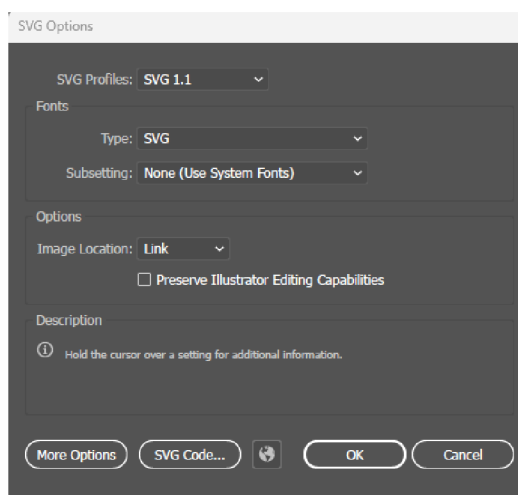 SVG Options
SVG Profiles: SVG 1.1
Fonts
Type: SVG
Subsetting: None (Use System Fonts)
Options
Image Location: Link
Preserve Illustrator Editing Capabilities
Description
Hold the cursor over a setting for additional information.
More Options SVG Code... OK Cancel